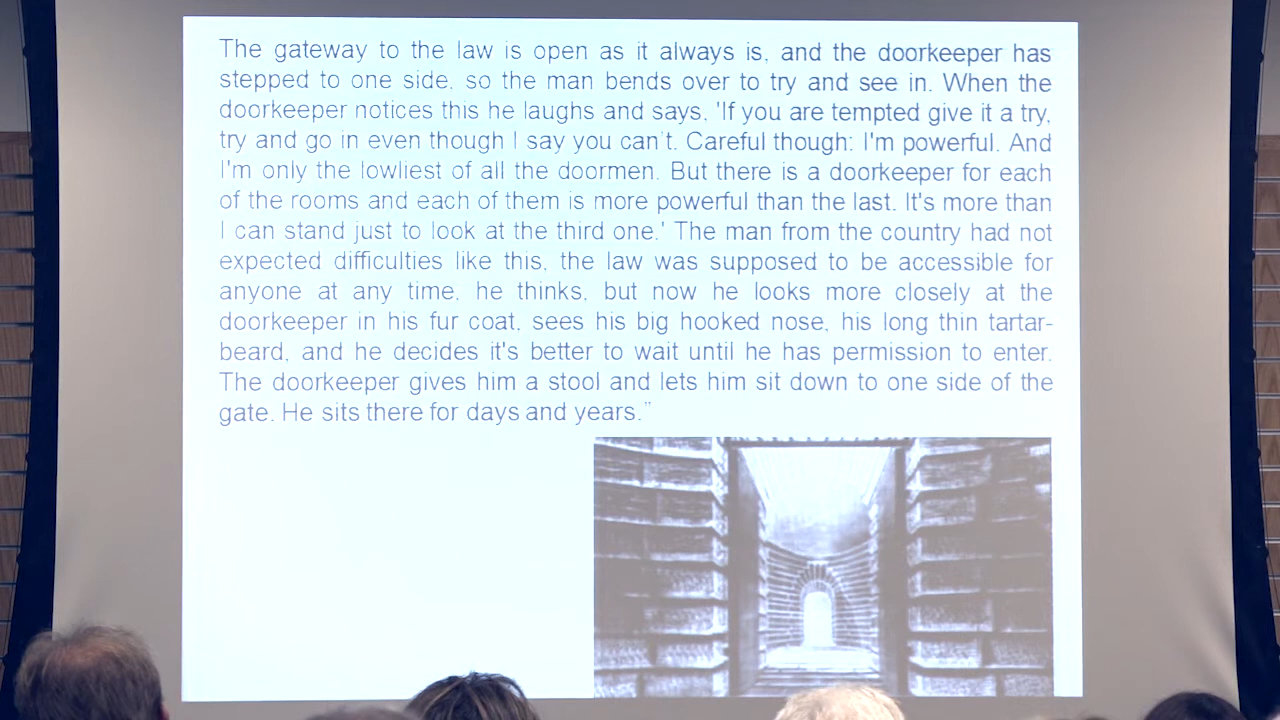 The gateway to the law is open as it always is, and the doorkeeper has
stepped to one side, so the man bends over to try and see in. When the
doorkeeper notices this he laughs and says, 'If you are tempted give it a try,
try and go in even though I say you can't. Careful though: I'm powerful. And
I'm only the lowliest of all the doormen. But there is a doorkeeper for each
of the rooms and each of them is more powerful than the last. It's more than
I can stand just to look at the third one.' The man from the country had not
expected difficulties like this, the law was supposed to be accessible for
anyone at any time, he thinks, but now he looks more closely at the
doorkeeper in his fur coat, sees his big hooked nose, his long thin tartar-
beard, and he decides it's better to wait until he has permission to enter.
The doorkeeper gives him a stool and lets him sit down to one side of the
gate. He sits there for days and years.”